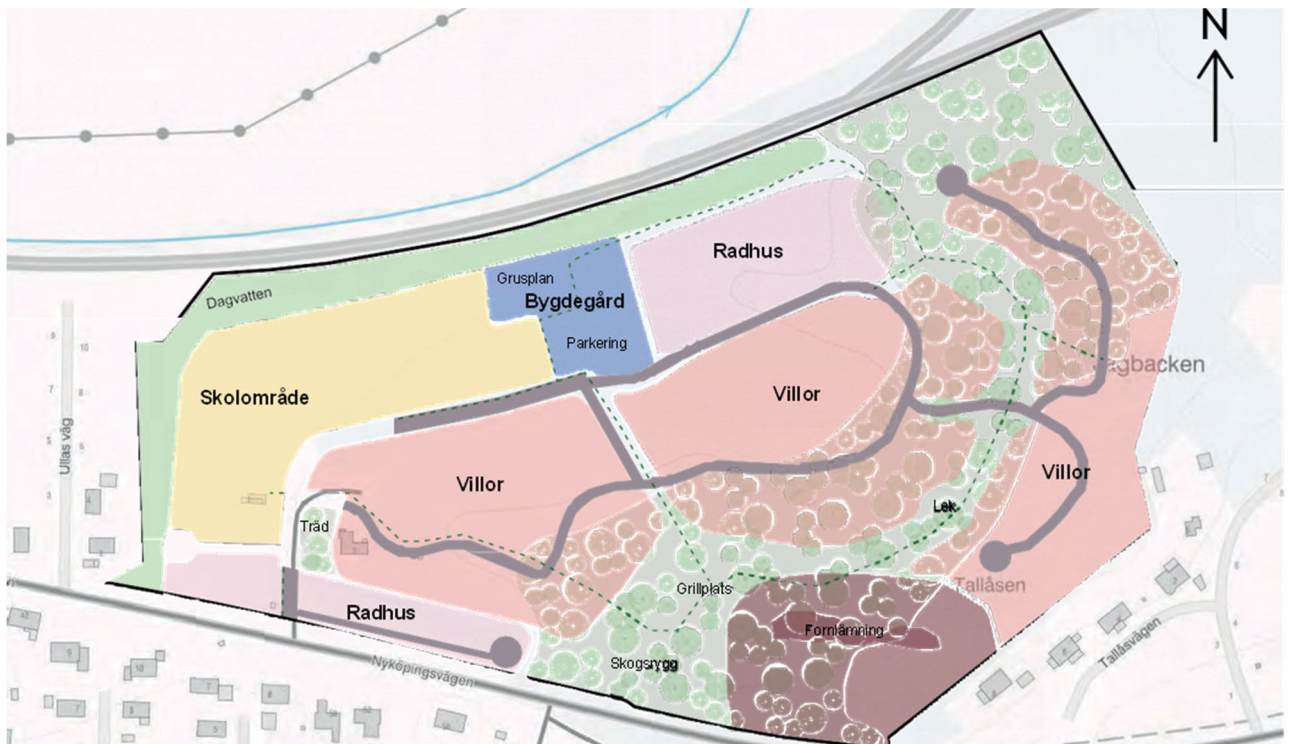 N
Radhus
Grusplan
Bygdegård
Parkering
Dagvatten
Skolområde
Villor
gbacken
Villor
Villor
Ullas väg
Lek
Träd
Grillplats
Tallåsen
Radhus
Fornlämning
Skogsrygg
Nyköpingsvägen
Tallåsvägen